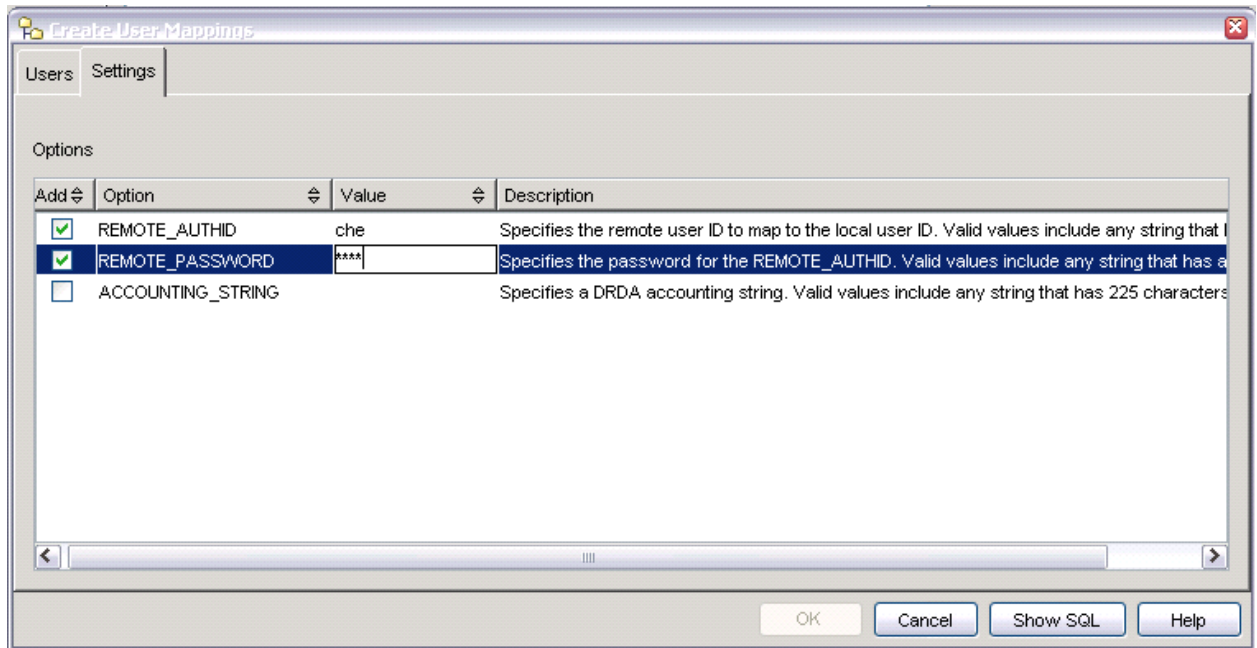 Create User Mappings
Users Settings
Options
Add Option Value Description
REMOTE_AUTHID che Specifies the remote user ID to map to the local user ID. Valid values include any string that
REMOTE_PASSWORD **** Specifies the password for the REMOTE_AUTHID. Valid values include any string that has a
ACCOUNTING_STRING Specifies a DRDA accounting string. Valid values include any string that has 225 characters
OK Cancel Show SQL Help